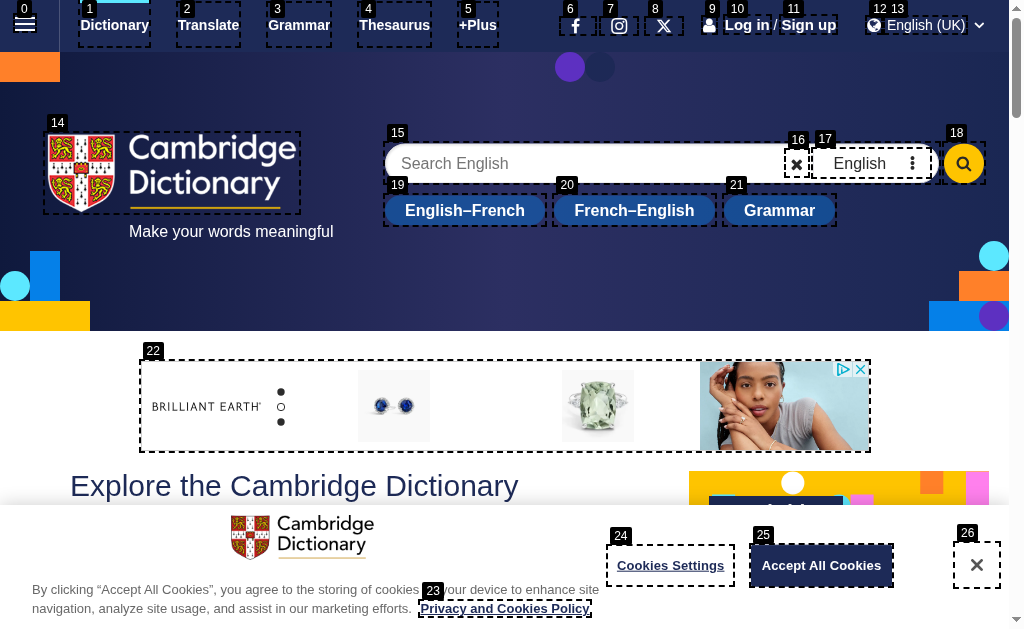 0 1 2 3 4 5 6 7 8 9 10 11 12 13
Dictionary Translate Grammar Thesaurus +Plus Log in / Sign up English (UK)
14 15 16 17 18
Cambridge
Dictionary
Make your words meaningful
Search English English
19 20 21
English–French French–English Grammar
22
BRILLIANT EARTH
Explore the Cambridge Dictionary
Cambridge
Dictionary
24 25 26
Cookies Settings Accept All Cookies
By clicking “Accept All Cookies”, you agree to the storing of cookies 23 your device to enhance site
navigation, analyze site usage, and assist in our marketing efforts. Privacy and Cookies Policy